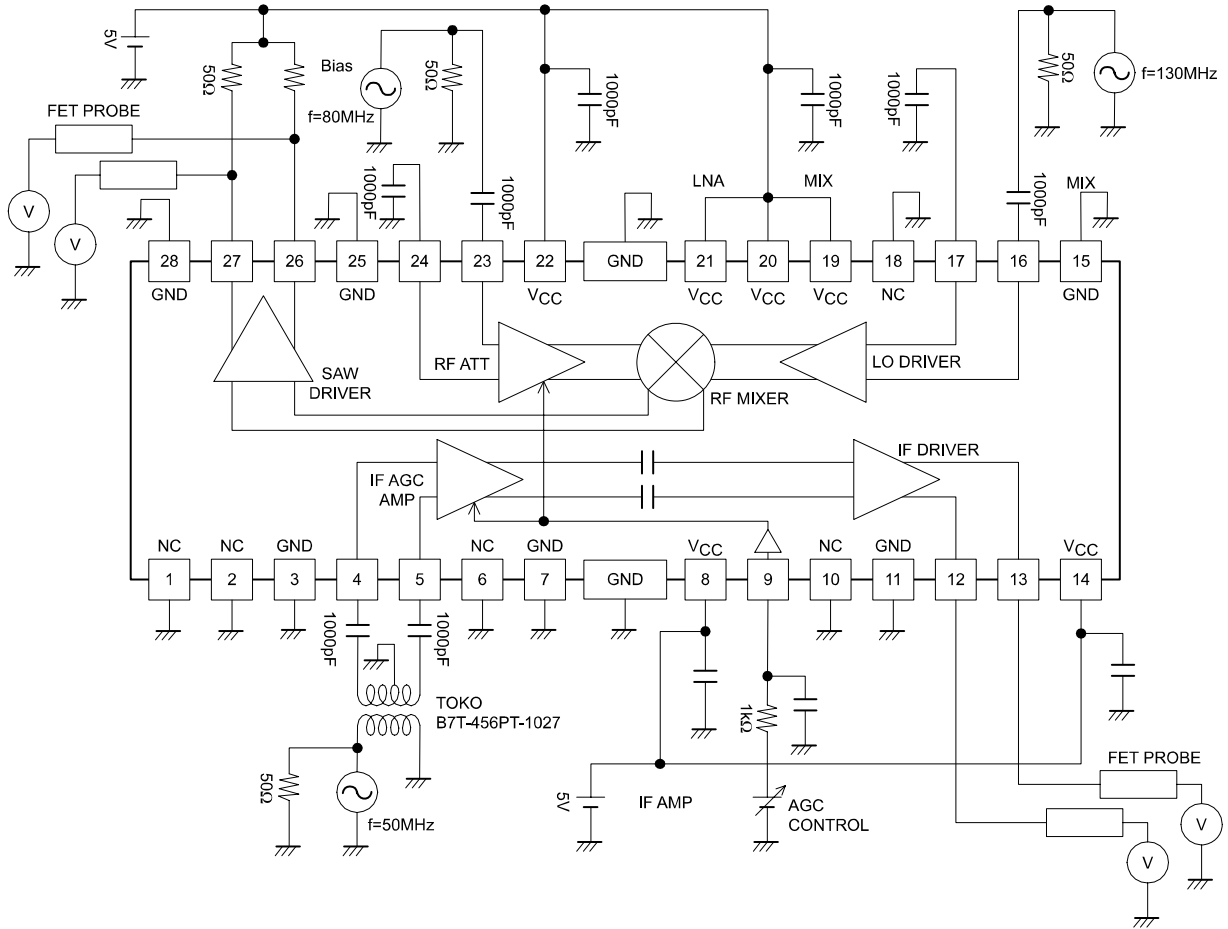 5V
50Ω
Bias
f=80MHz
50Ω
1000pF
1000pF
1000pF
50Ω
f=130MHz
FET PROBE
V
V
1000pF
1000pF
LNA
MIX
1000pF
MIX
28
27
26
25
24
23
22
GND
21
20
19
18
17
16
15
GND
GND
VCC
VCC
VCC
VCC
NC
GND
SAW
DRIVER
RF ATT
RF MIXER
LO DRIVER
IF AGC
AMP
IF DRIVER
NC
NC
GND
NC
GND
VCC
NC
GND
VCC
1
2
3
4
5
6
7
GND
8
9
10
11
12
13
14
1000pF
1000pF
TOKO
B7T-456PT-1027
50Ω
f=50MHz
1kΩ
5V
IF AMP
AGC
CONTROL
FET PROBE
V
V